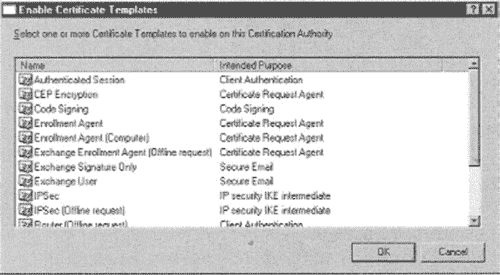 Enable Certificate Templates
Select one or more Certificate Templates to enable on this Certification Authority
Name Intended Purpose
Authenticated Session Client Authentication
CEP Encryption Certificate Request Agent
Code Signing Code Signing
Enrollment Agent Certificate Request Agent
Enrollment Agent (Computer) Certificate Request Agent
Exchange Enrollment Agent (Offline request) Certificate Request Agent
Exchange Signature Only Secure Email
Exchange User Secure Email
IPSec IP security IKE intermediate
IPSec (Offline request) IP security IKE intermediate
Router (Offline request) Client Authentication
OK Cancel